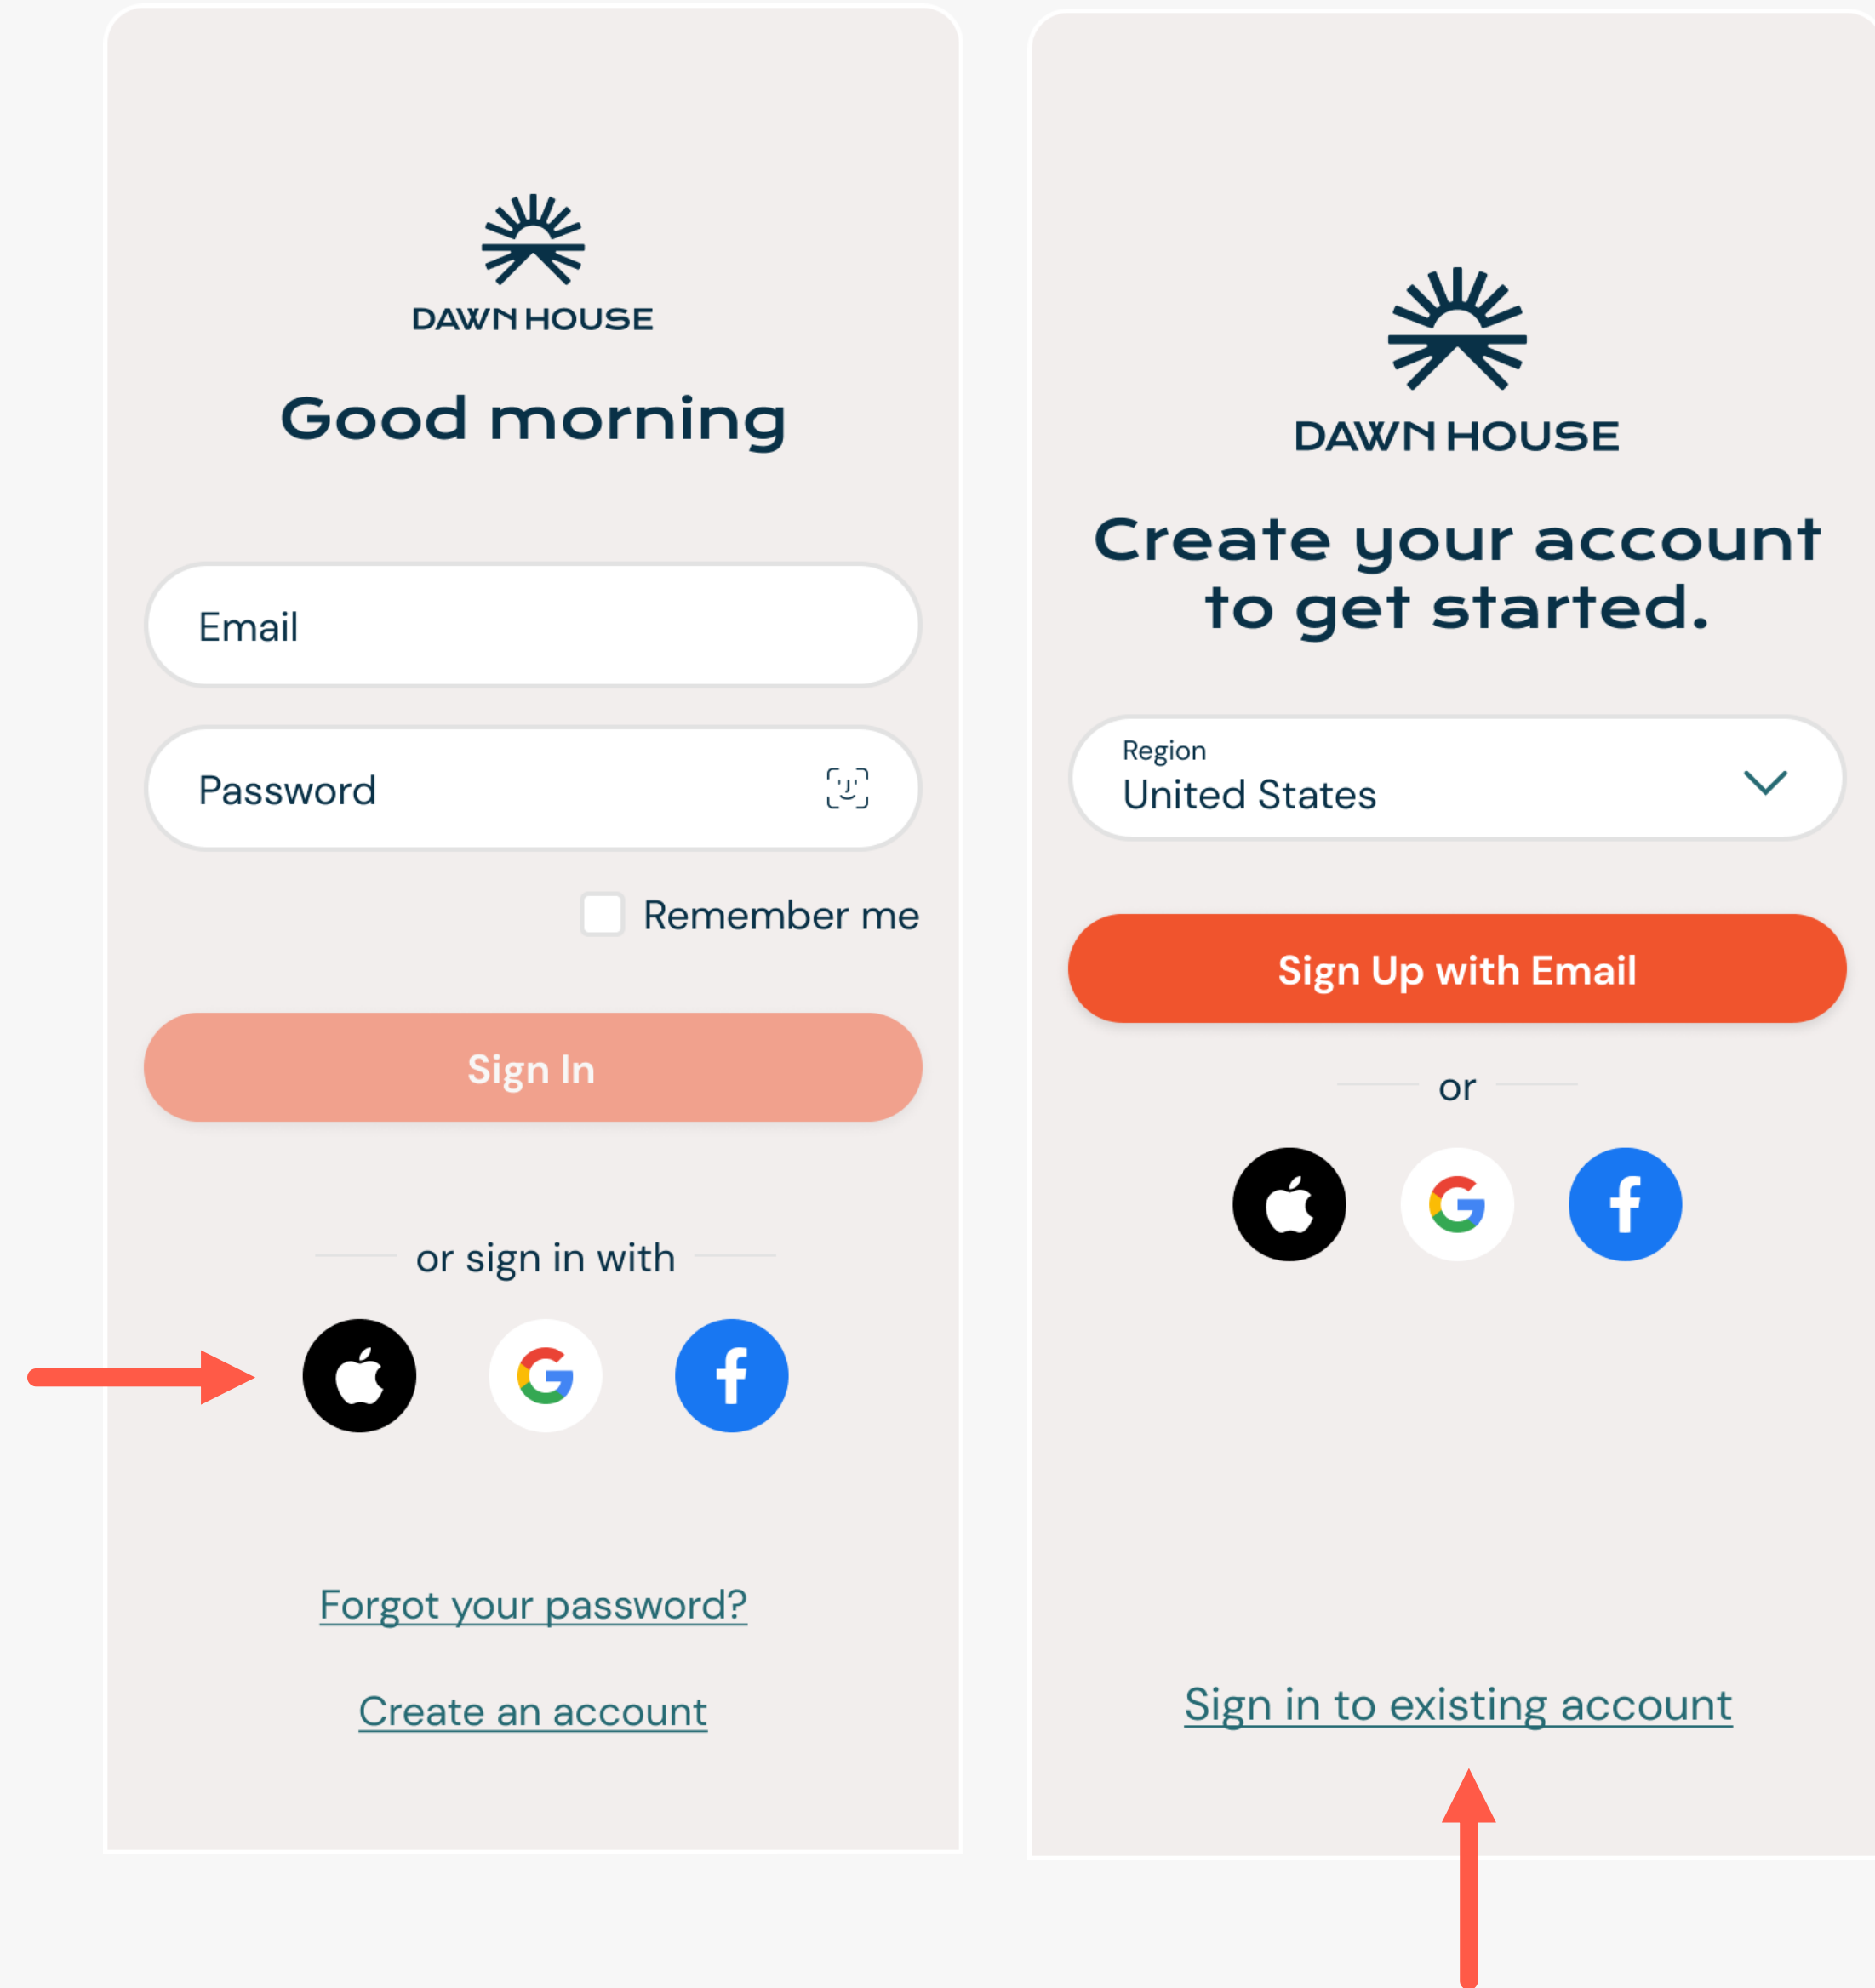 DAWN HOUSE
Good morning
Email
Password
Remember me
Sign In
or sign in with
Forgot your password?
Create an account
DAWN HOUSE
Create your account
to get started.
Region
United States
Sign Up with Email
or
Sign in to existing account